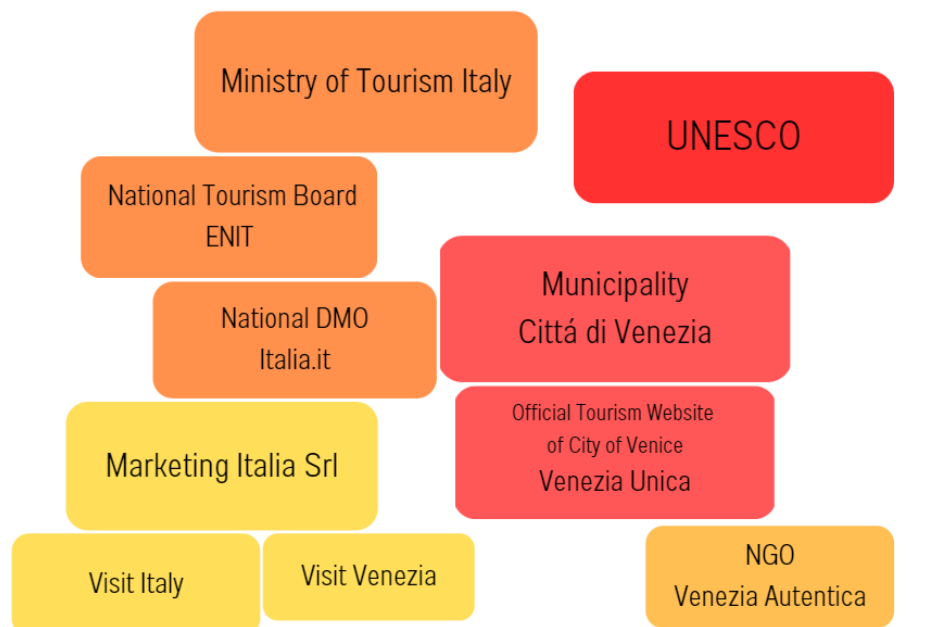 Ministry of Tourism Italy
UNESCO
National Tourism Board
ENIT
Municipality
Cittá di Venezia
National DMO
Italia.it
Official Tourism Website
of City of Venice
Venezia Unica
Marketing Italia Srl
Visit Italy
Visit Venezia
NGO
Venezia Autentica